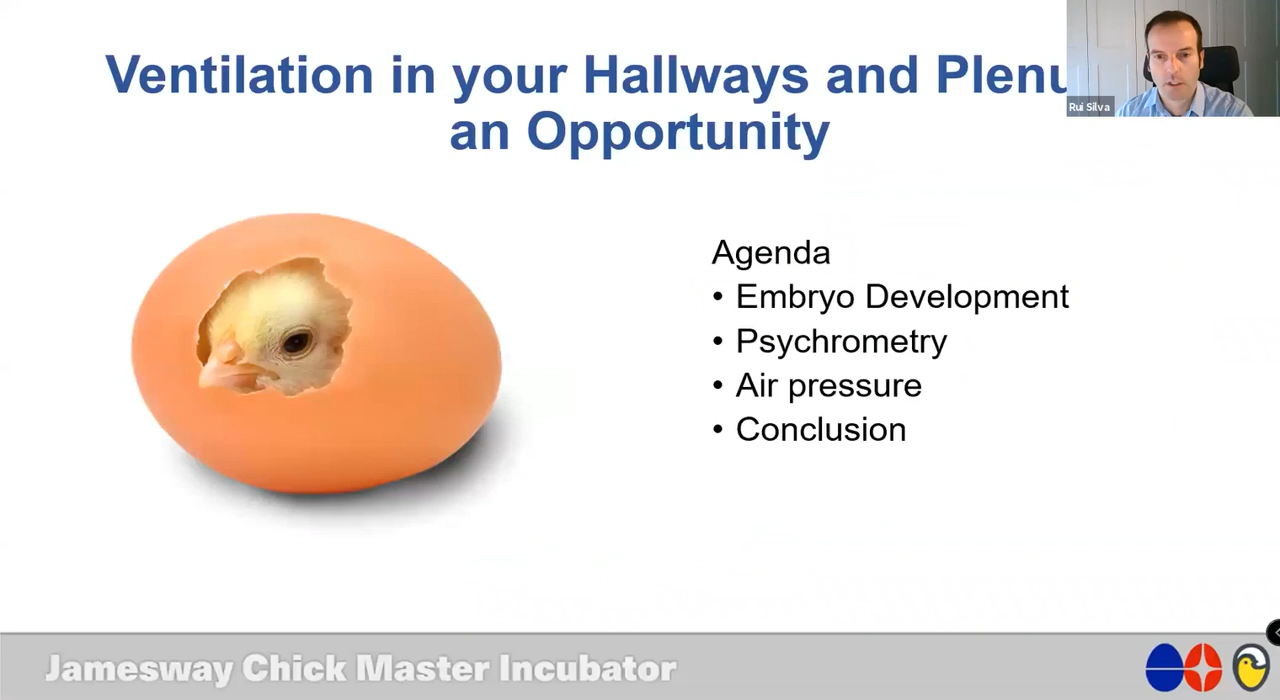 Ventilation in your Hallways and
an Opportunity
Rui Silva
Agenda
• Embryo Development
• Psychrometry
• Air pressure
• Conclusion
Jamesway Chick Master Incubator